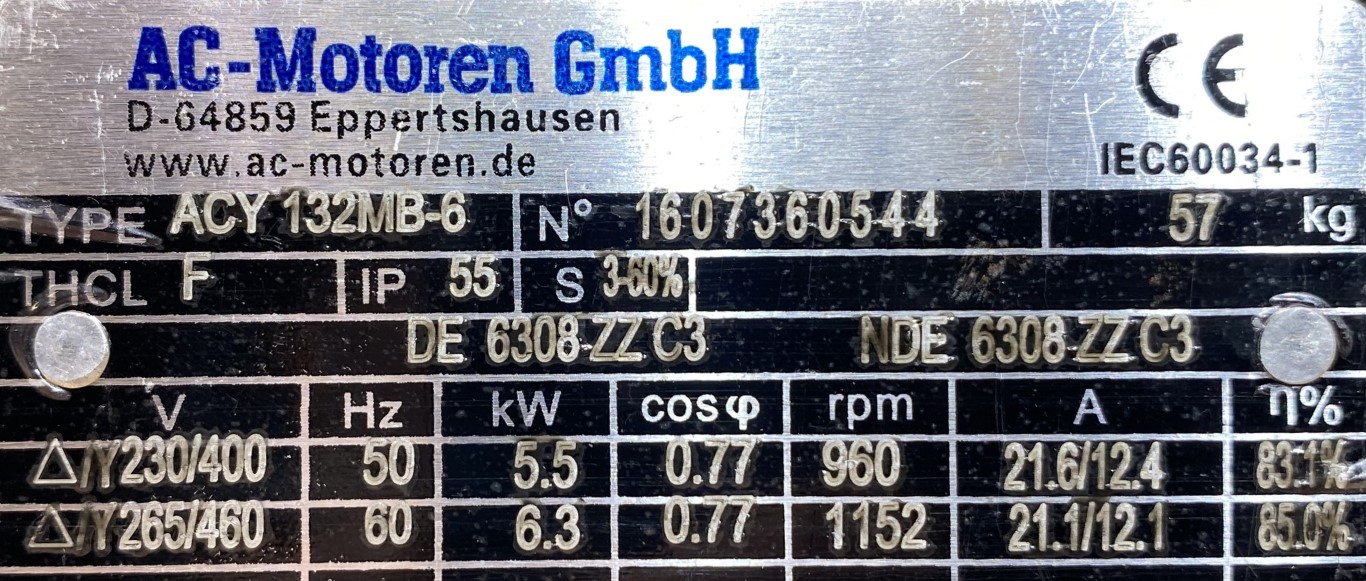 AC-Motoren GmbH
D-64859 Eppertshausen
www.ac-motoren.de
CE
IEC60034-1
TYPE ACY 132MB-6 N° 1607360544 57 kg
THCL F IP 55 S 3-60%
DE 6308 ZZ C3 NDE 6308 ZZ C3
V Hz kW cosφ rpm A η%
△/Y230/400 50 5.5 0.77 960 21.6/12.4 83.1%
△/Y265/460 60 6.3 0.77 1152 21.1/12.1 85.0%